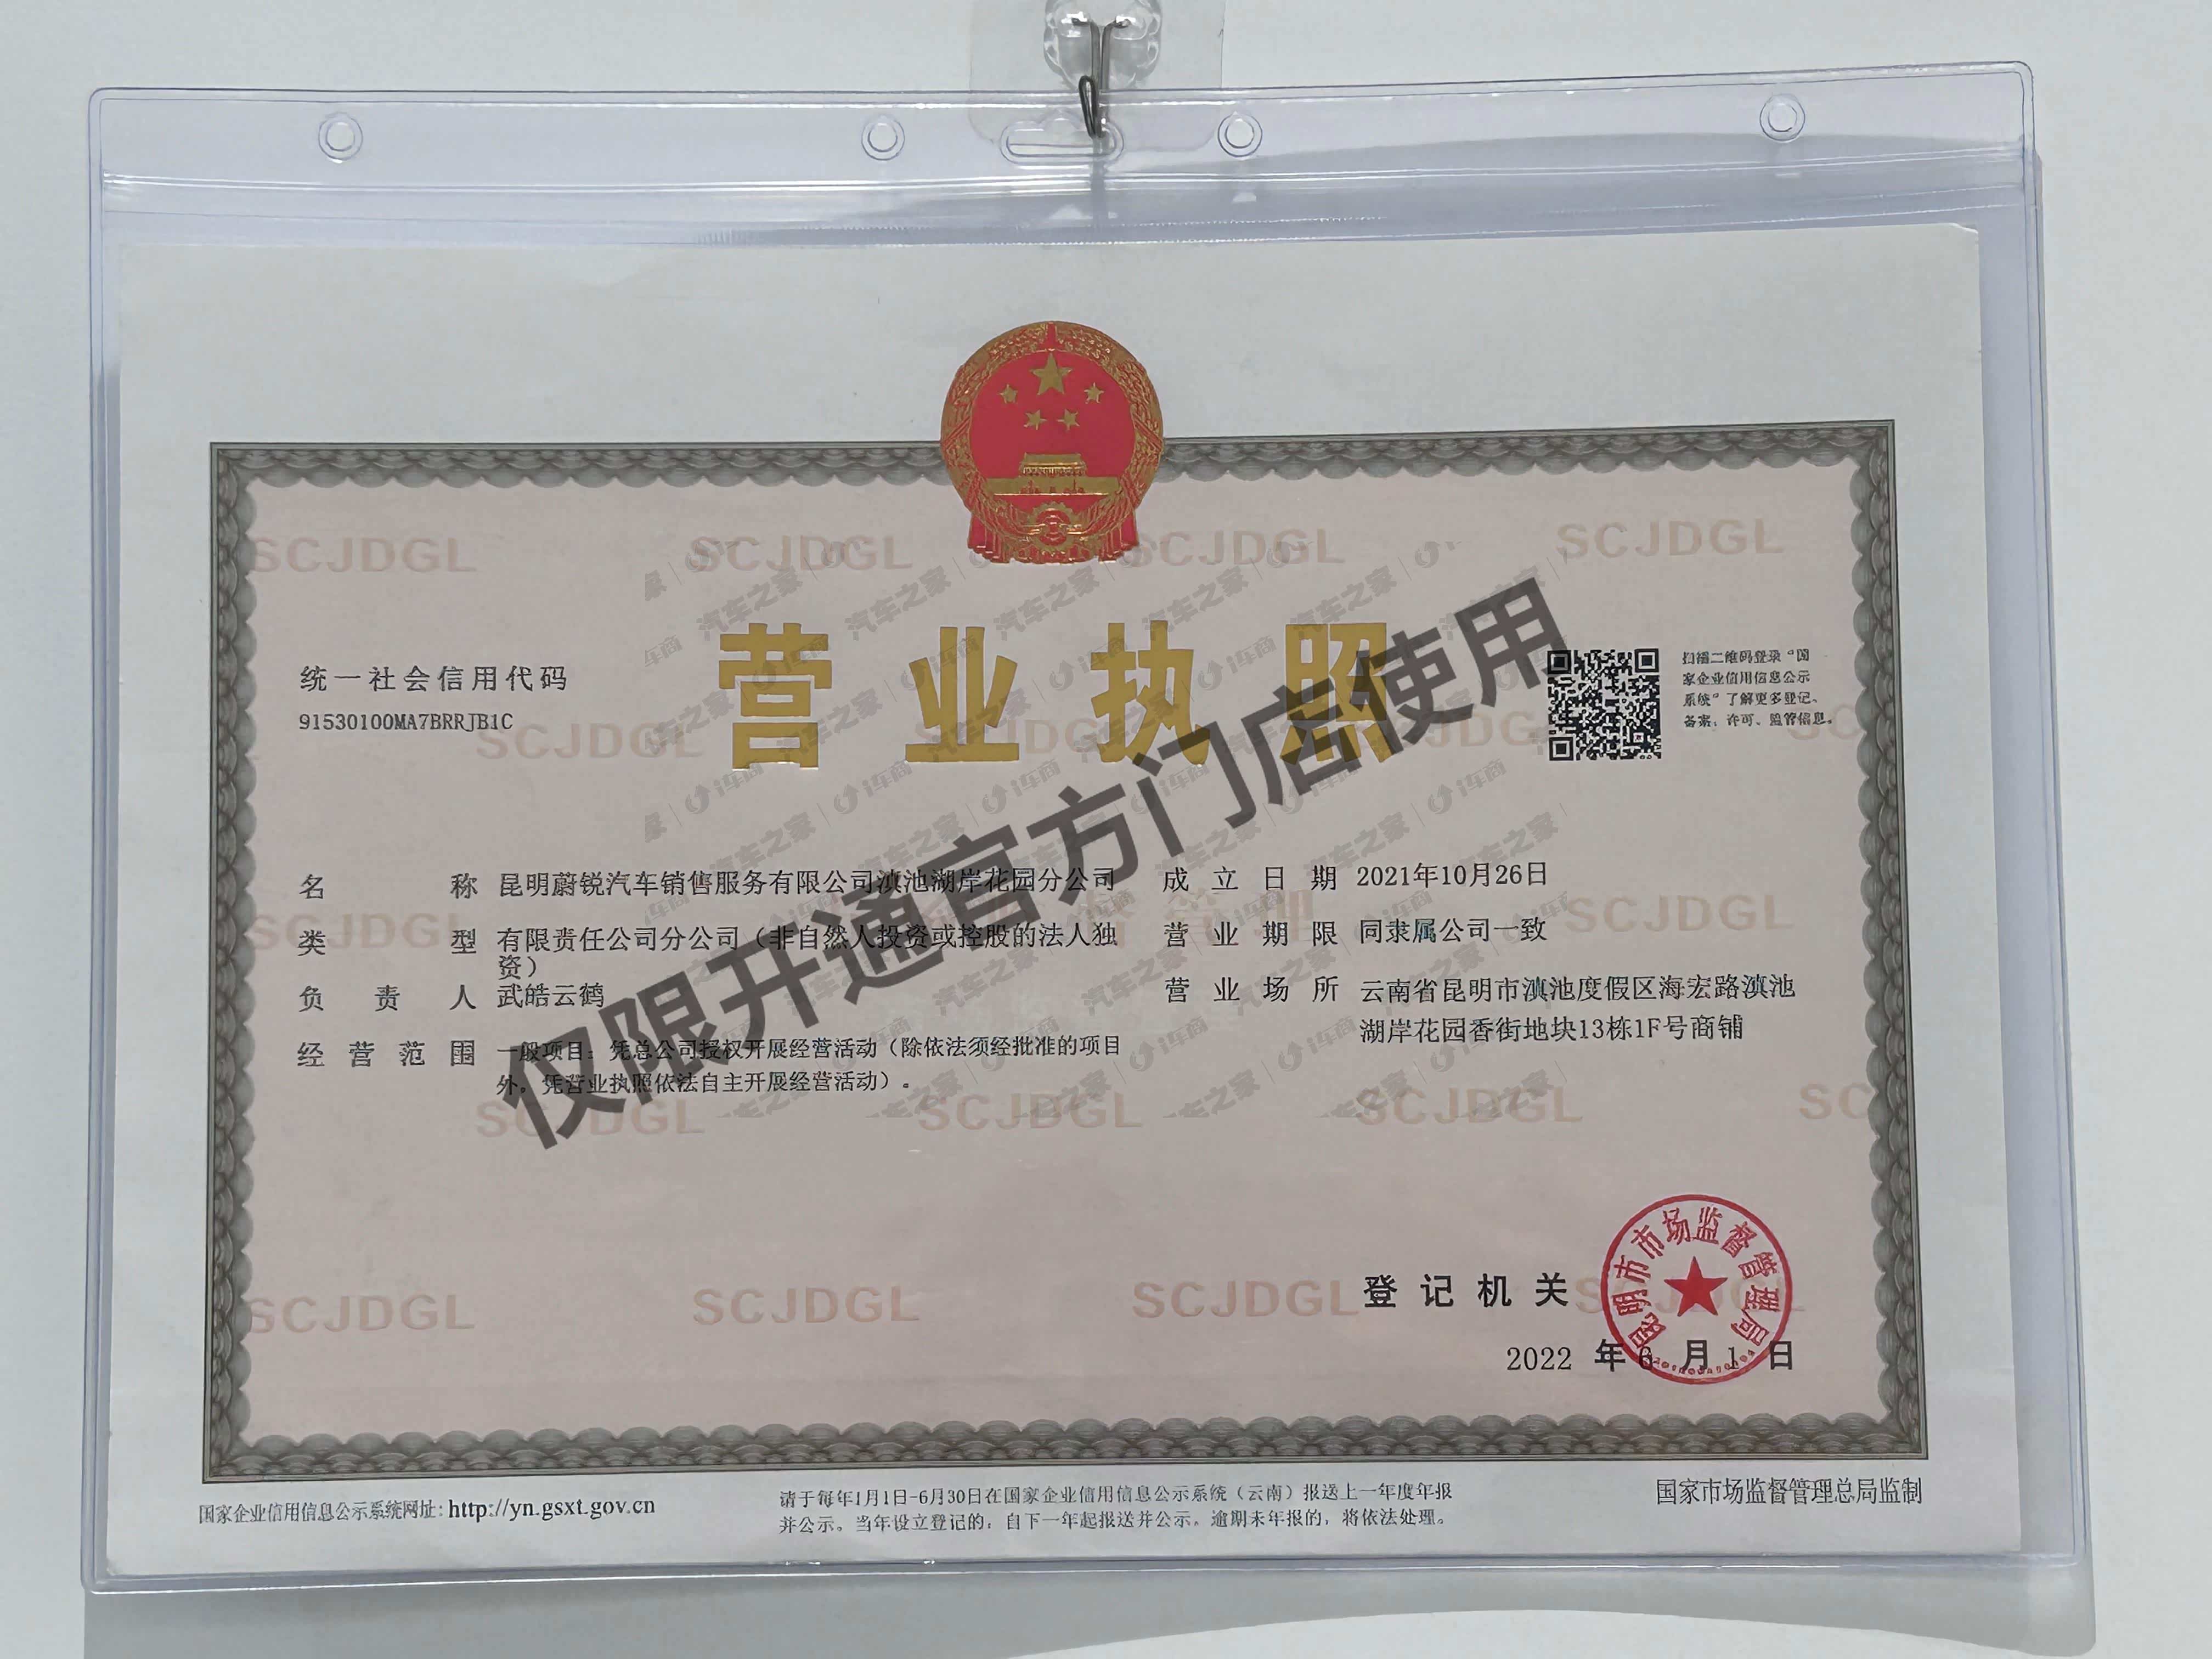 营业执照
统一社会信用代码
91530100MA7BRRJB1C
扫描二维码登录“国
家企业信用信息公示
系统”了解更多登记、
备案、许可、监管信息。
名称 昆明蔚锐汽车销售服务有限公司滇池湖岸花园分公司
类型 有限责任公司分公司（非自然人投资或控股的法人独
资）
负责人 武皓云鹤
经营范围 一般项目：凭总公司授权开展经营活动（除依法须经批准的项目
外，凭营业执照依法自主开展经营活动）。
成立日期 2021年10月26日
营业期限 同隶属公司一致
营业场所 云南省昆明市滇池度假区海宏路滇池
湖岸花园香街地块13栋1F号商铺
仅限开通官方门店使用
汽车之家 i车商
SCJDGL
登记机关
昆明市市场监督管理局
2022 年 6 月 1 日
国家企业信用信息公示系统网址: http://yn.gsxt.gov.cn
请于每年1月1日-6月30日在国家企业信用信息公示系统（云南）报送上一年度年报
并公示。当年设立登记的，自下一年起报送并公示。逾期未年报的，将依法处理。
国家市场监督管理总局监制